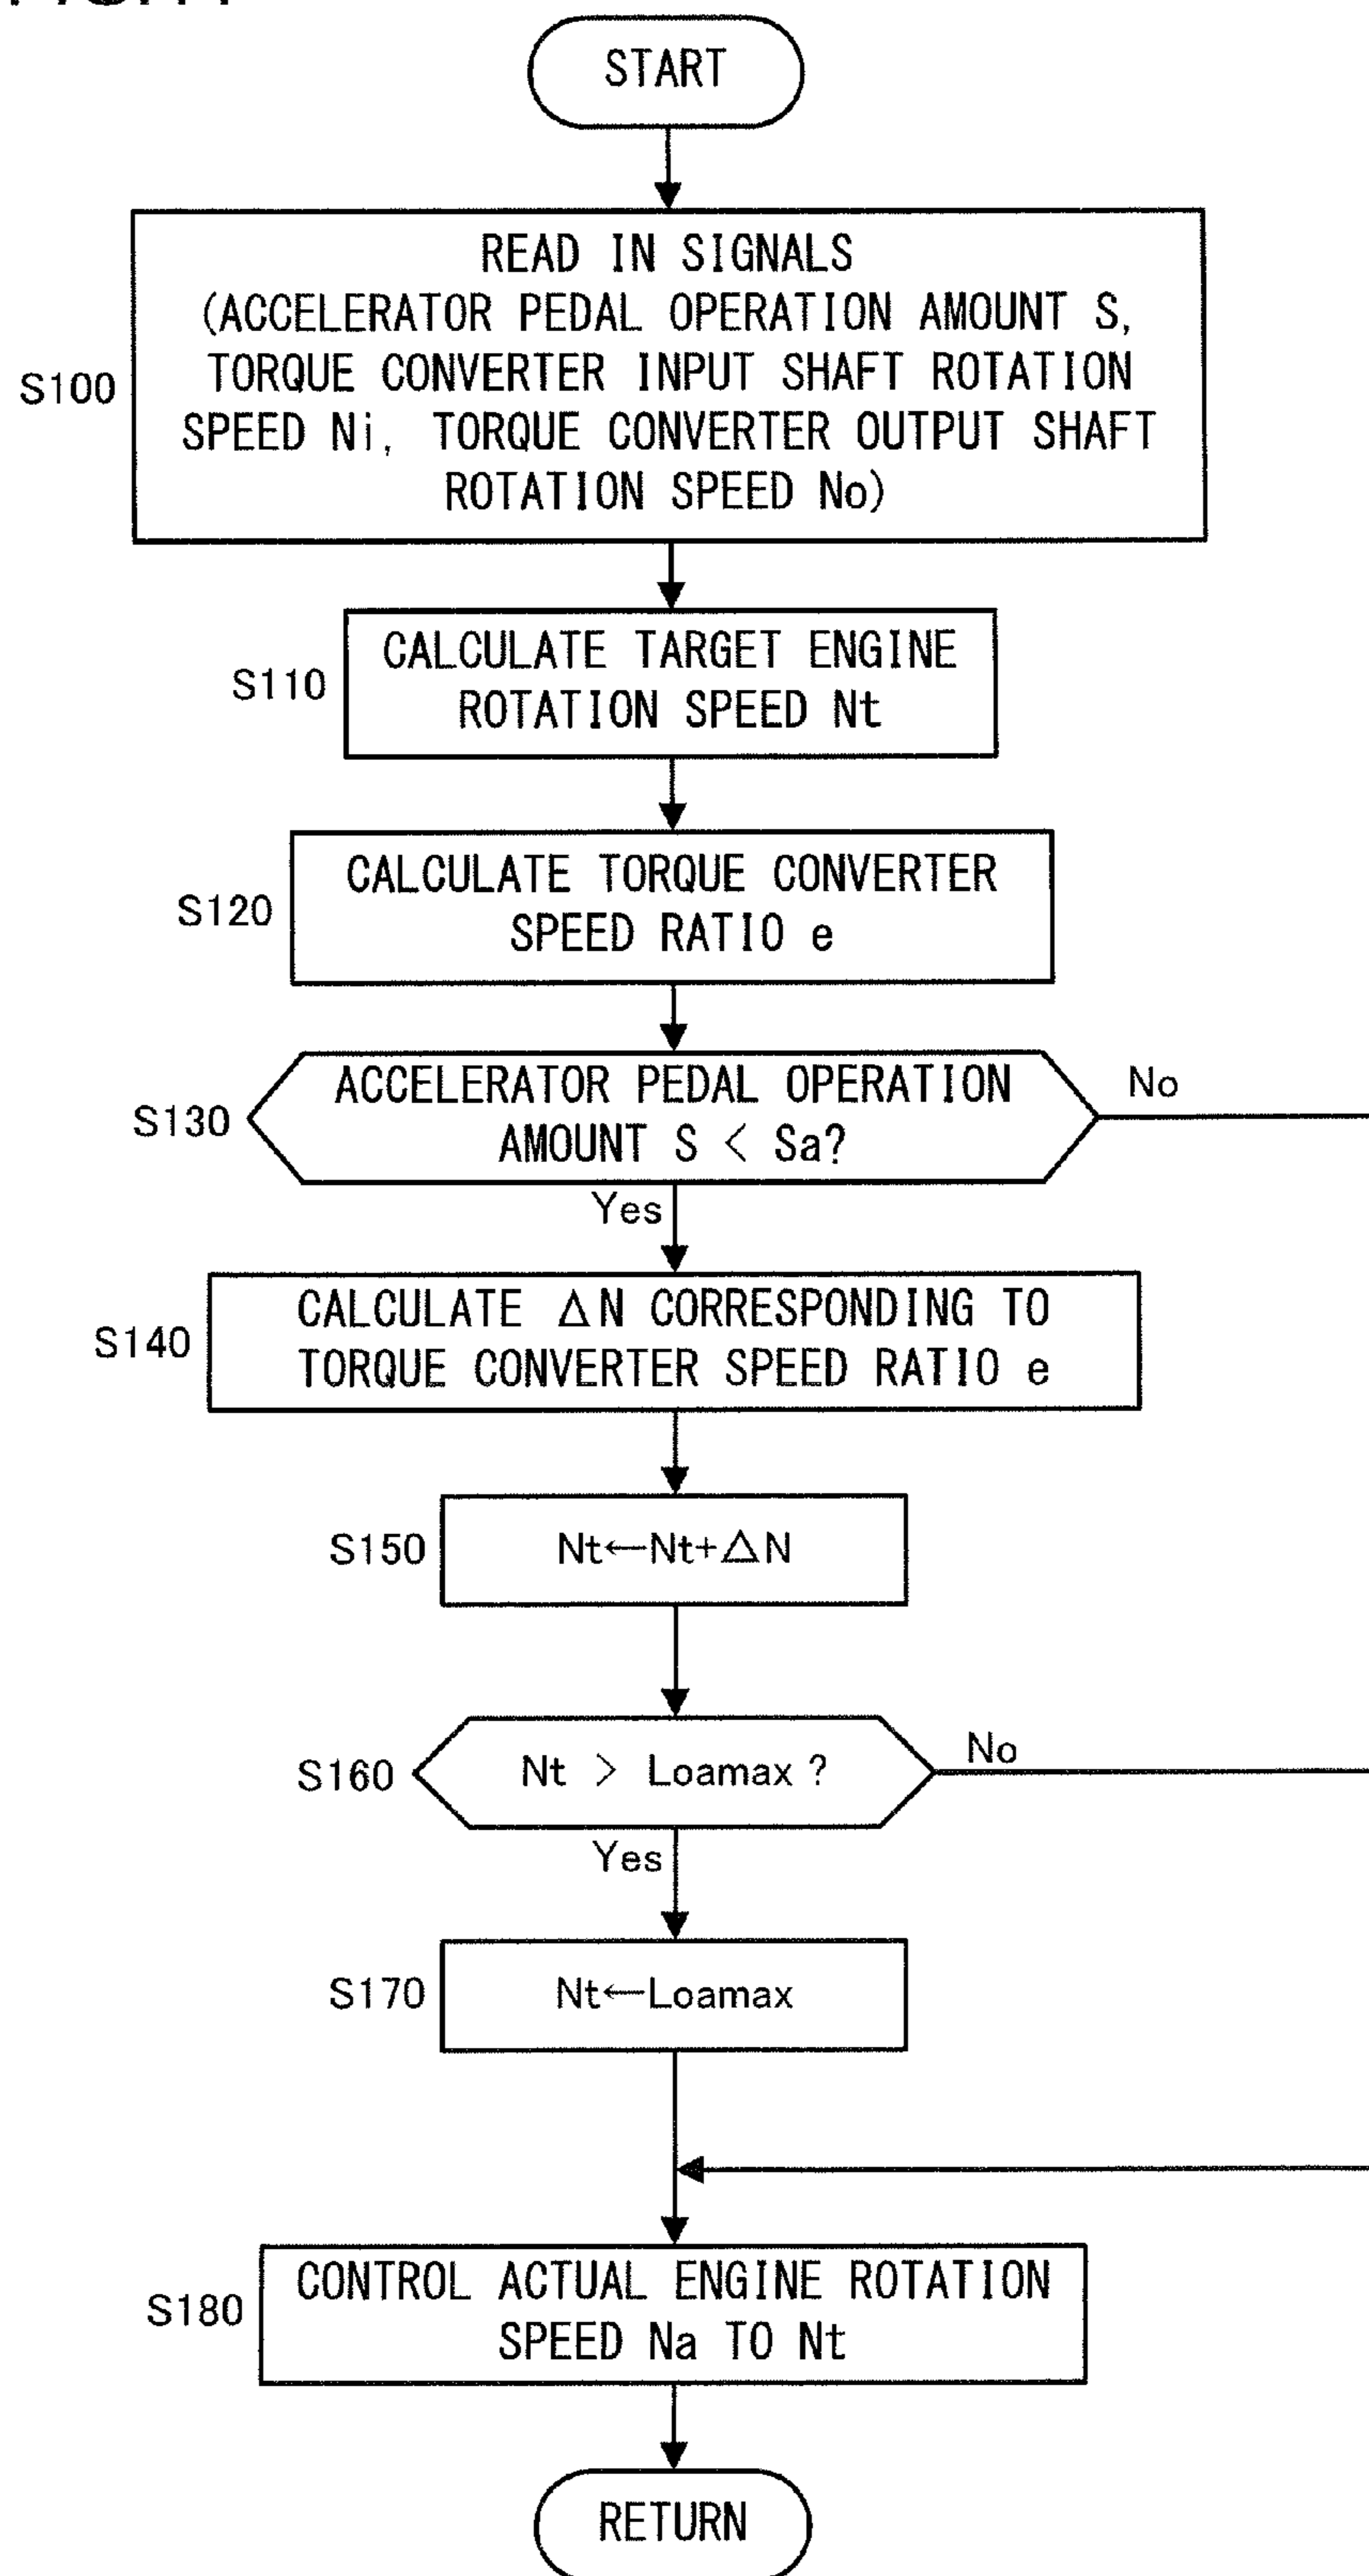 START
READ IN SIGNALS
(ACCELERATOR PEDAL OPERATION AMOUNT S,
TORQUE CONVERTER INPUT SHAFT ROTATION
S100
SPEED Ni, TORQUE CONVERTER OUTPUT SHAFT
ROTATION SPEED No)
CALCULATE TARGET ENGINE
S110
ROTATION SPEED Nt
CALCULATE TORQUE CONVERTER
S120
SPEED RATIO e
ACCELERATOR PEDAL OPERATION
No
S130
AMOUNT S < Sa?
Yes
CALCULATE △N CORRESPONDING TO
S140
TORQUE CONVERTER SPEED RATIO e
S150
Nt←Nt+△N
No
S160
Nt > Loamax ?
Yes
S170
Nt←Loamax
CONTROL ACTUAL ENGINE ROTATION
S180
SPEED Na TO Nt
RETURN